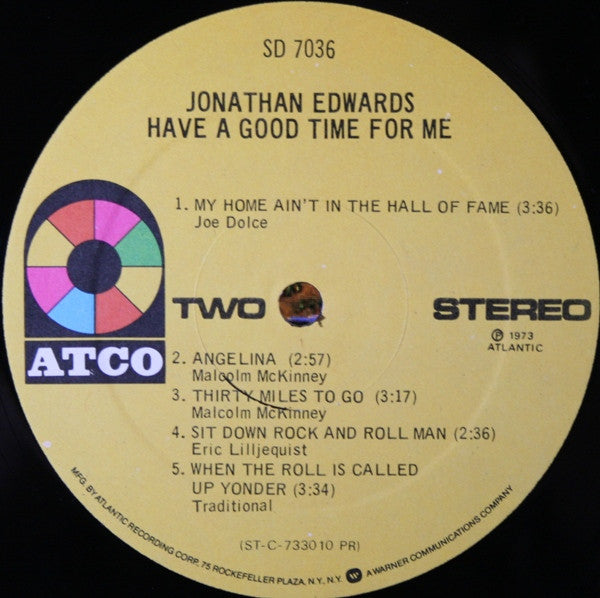 SD 7036
JONATHAN EDWARDS
HAVE A GOOD TIME FOR ME
1. MY HOME AIN'T IN THE HALL OF FAME (3:36)
Joe Dolce
TWO
STEREO
℗ 1973
ATLANTIC
ATCO
2. ANGELINA (2:57)
Malcolm McKinney
3. THIRTY MILES TO GO (3:17)
Malcolm McKinney
4. SIT DOWN ROCK AND ROLL MAN (2:36)
Eric Lilljequist
5. WHEN THE ROLL IS CALLED
UP YONDER (3:34)
Traditional
(ST-C-733010 PR)
MFG. BY ATLANTIC RECORDING CORP., 75 ROCKEFELLER PLAZA, N.Y., N.Y. W A WARNER COMMUNICATIONS COMPANY